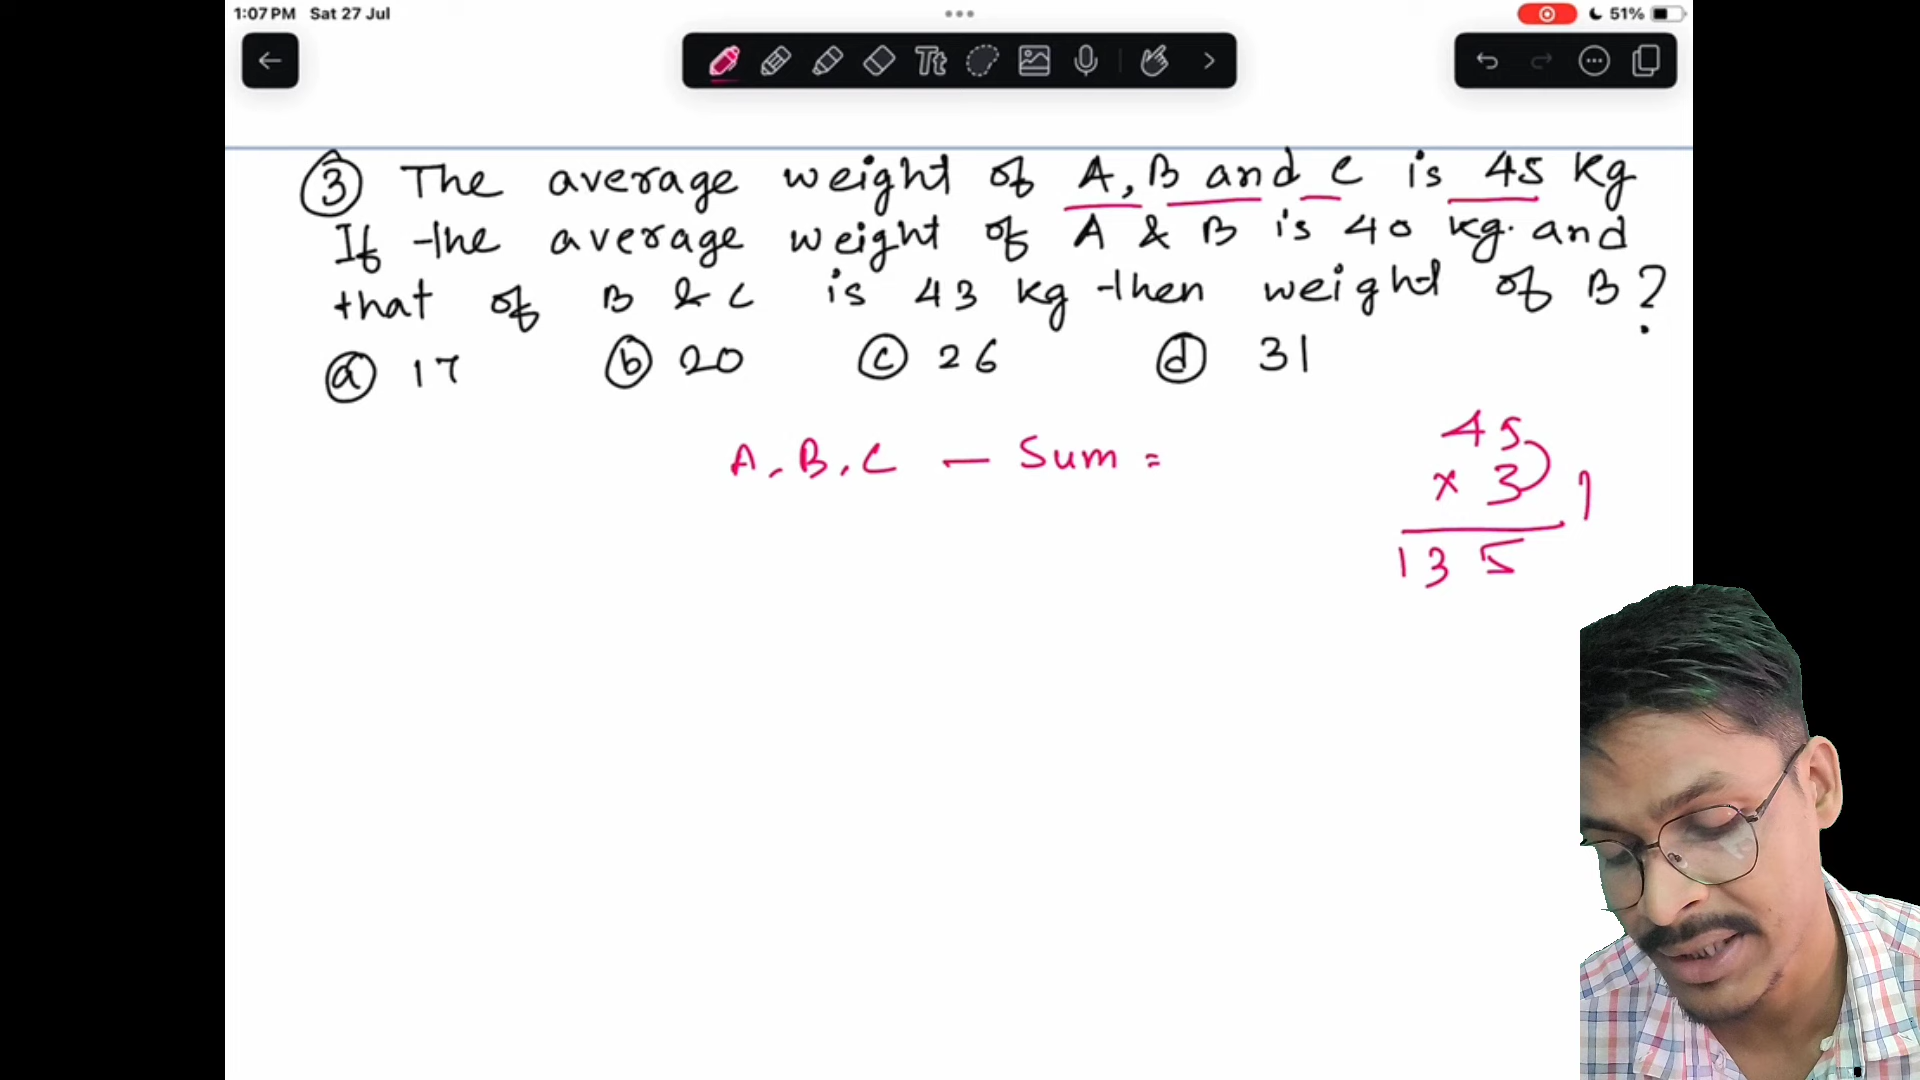 1:07 PM Sat 27 Jul
51%
Tt
③ The average weight of A, B and C is 45 kg
If the average weight of A & B is 40 kg. and
that of B & C is 43 kg then weight of B?
ⓐ 17 ⓑ 20 ⓒ 26 ⓓ 31
A, B, C — Sum =
45
× 3
1
135